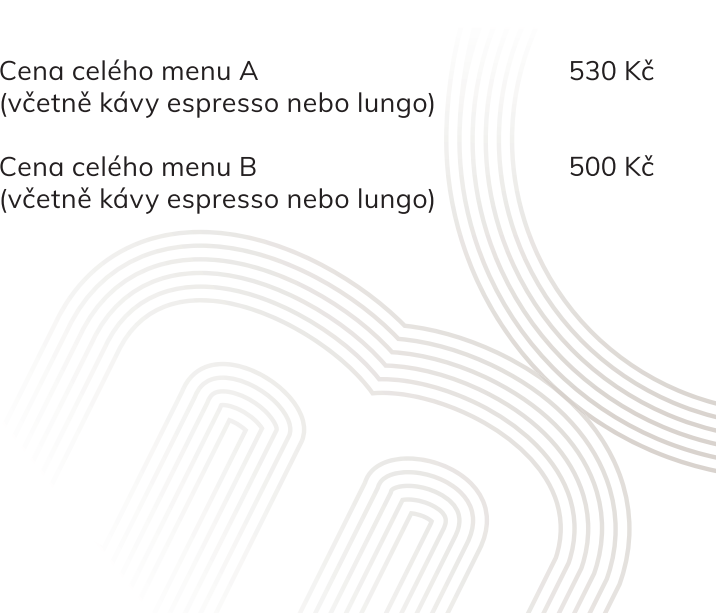 Cena celého menu A 530 Kč
(včetně kávy espresso nebo lungo)
Cena celého menu B 500 Kč
(včetně kávy espresso nebo lungo)